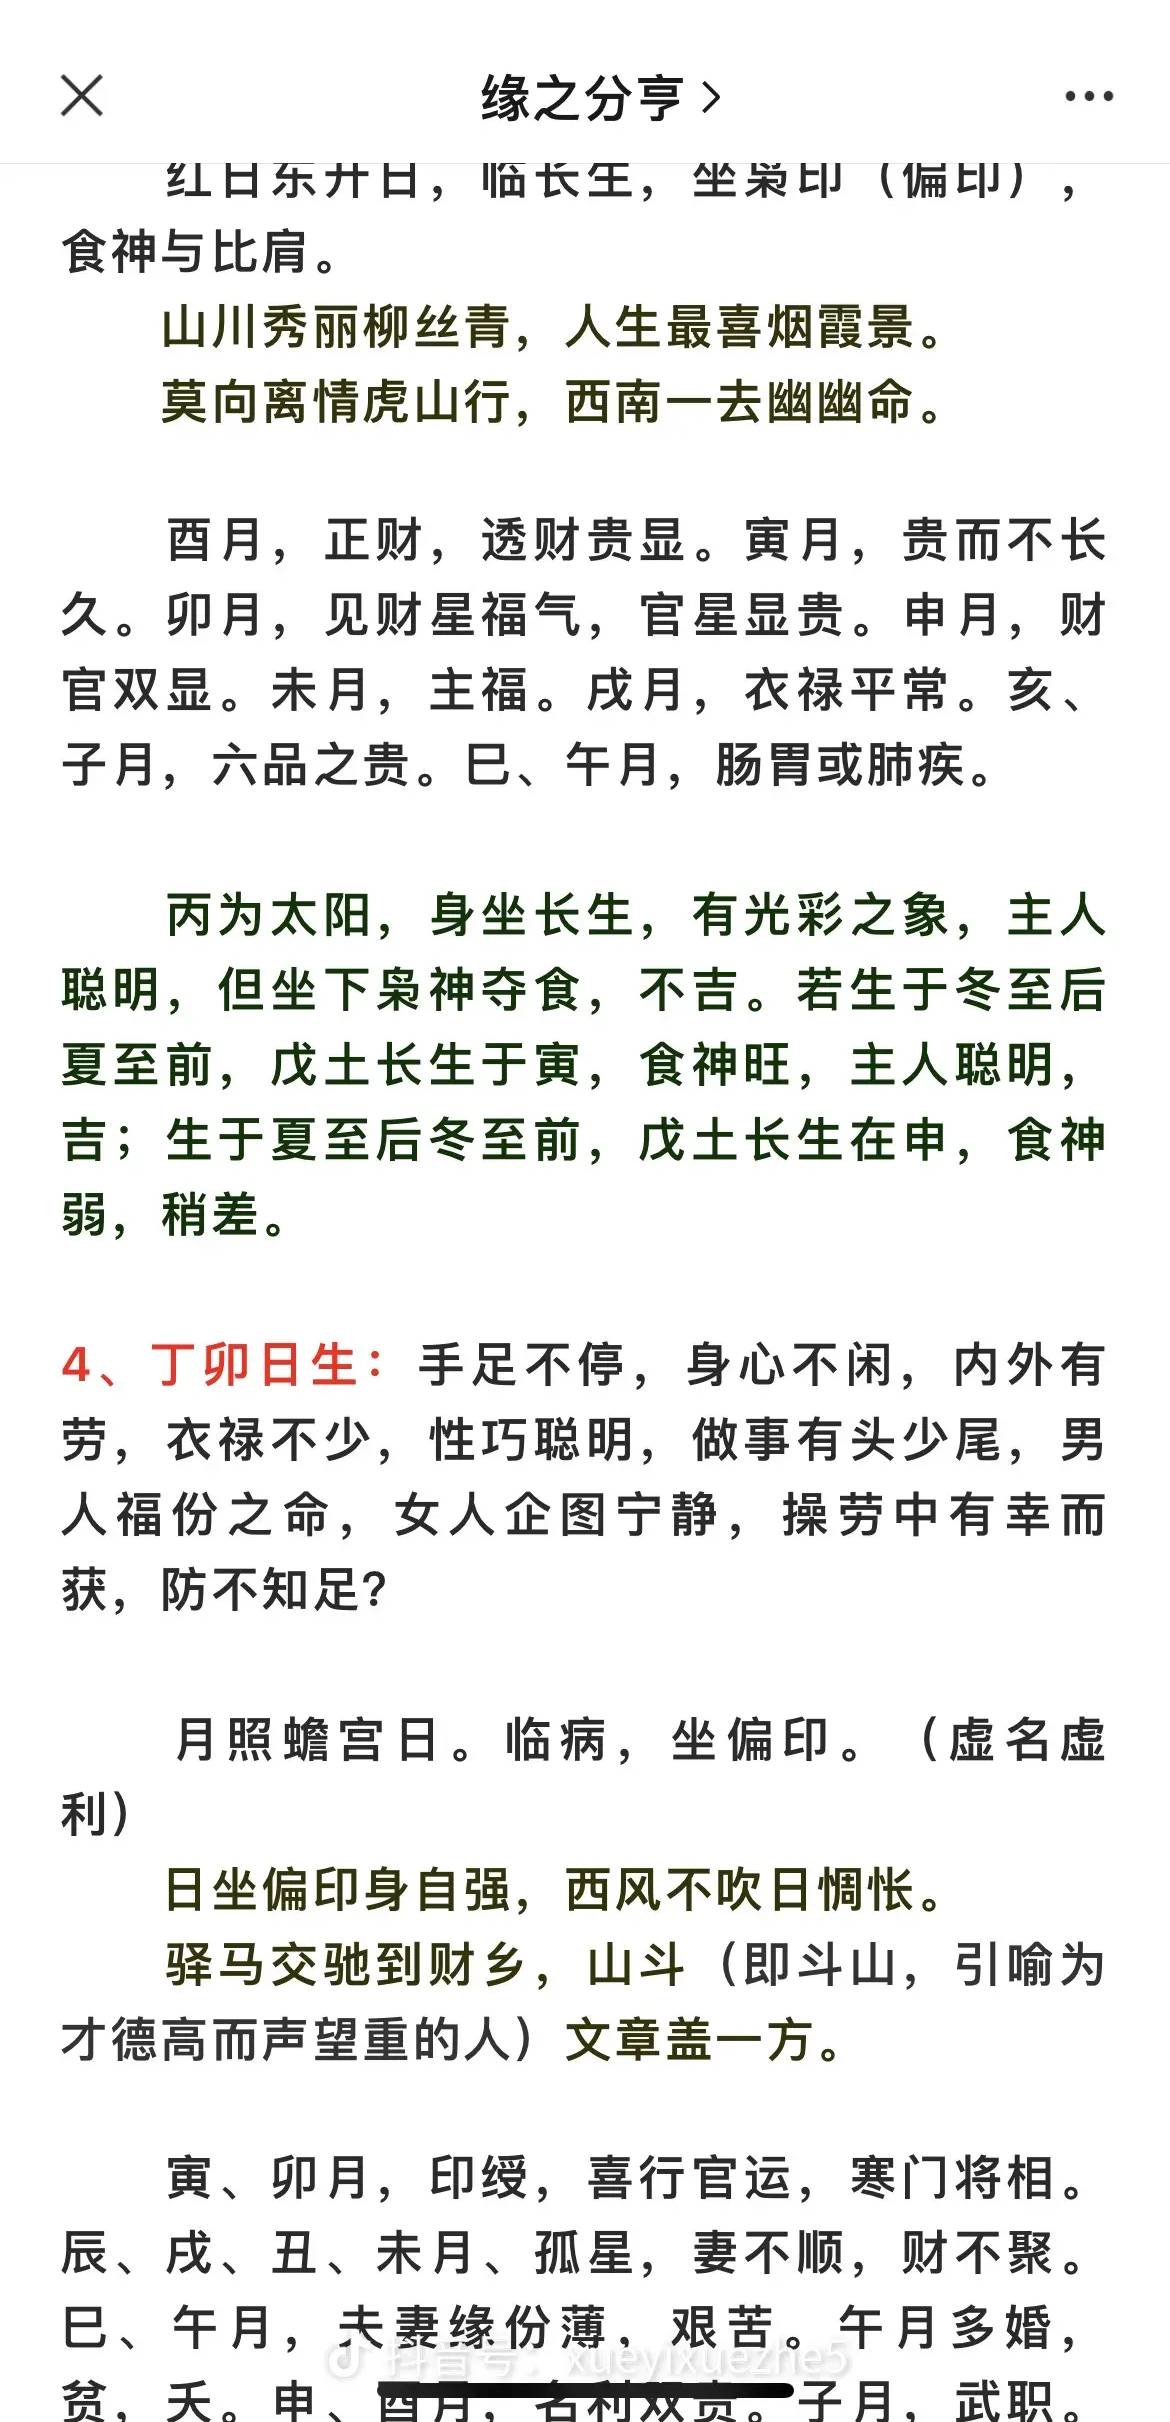 缘之分亨
红日东升日，临长生，坐枭印（偏印），
食神与比肩。
山川秀丽柳丝青，人生最喜烟霞景。
莫向离情虎山行，西南一去幽幽命。
酉月，正财，透财贵显。寅月，贵而不长
久。卯月，见财星福气，官星显贵。申月，财
官双显。未月，主福。戌月，衣禄平常。亥、
子月，六品之贵。巳、午月，肠胃或肺疾。
丙为太阳，身坐长生，有光彩之象，主人
聪明，但坐下枭神夺食，不吉。若生于冬至后
夏至前，戊土长生于寅，食神旺，主人聪明，
吉；生于夏至后冬至前，戊土长生在申，食神
弱，稍差。
4、丁卯日生：手足不停，身心不闲，内外有
劳，衣禄不少，性巧聪明，做事有头少尾，男
人福份之命，女人企图宁静，操劳中有幸而
获，防不知足?
月照蟾宫日。临病，坐偏印。（虚名虚
利）
日坐偏印身自强，西风不吹日惆怅。
驿马交驰到财乡，山斗（即斗山，引喻为
才德高而声望重的人）文章盖一方。
寅、卯月，印绶，喜行官运，寒门将相。
辰、戌、丑、未月、孤星，妻不顺，财不聚。
巳、午月，夫妻缘份薄，艰苦。午月多婚，
贫，夭。申、酉月，名利双贵。子月，武职。
抖音号：xueyixuezhe5